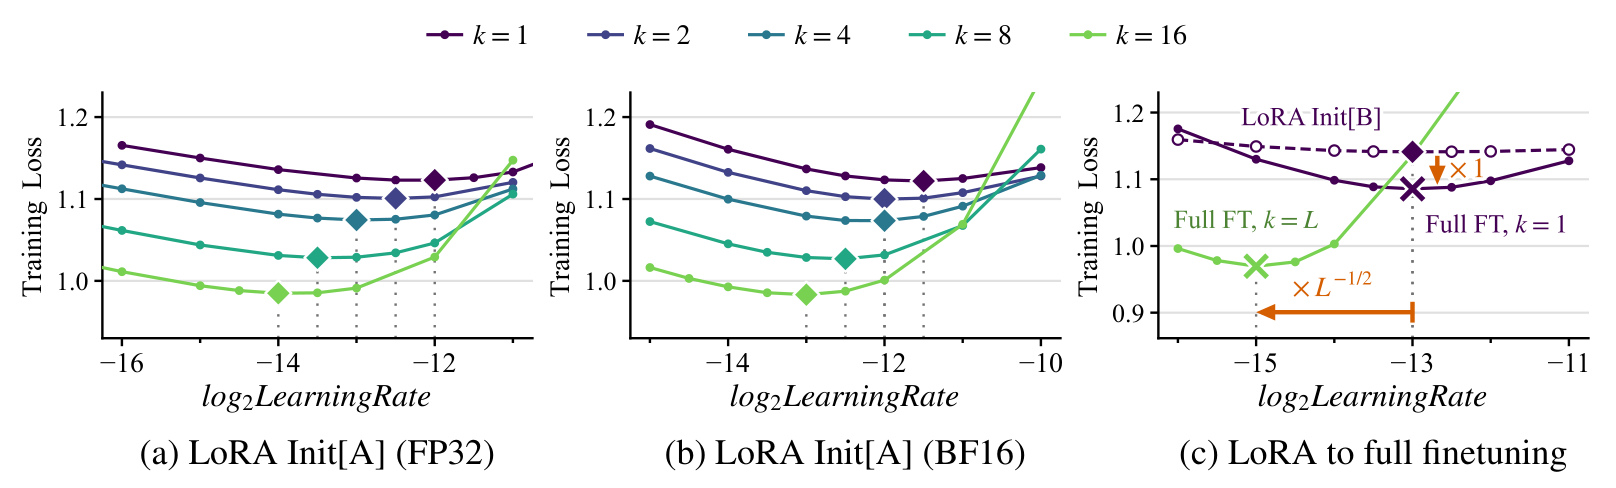 k = 1 k = 2 k = 4 k = 8 k = 16
Training Loss
1.2
1.1
1.0
−16 −14 −12
log₂LearningRate
(a) LoRA Init[A] (FP32)
Training Loss
1.2
1.1
1.0
−14 −12 −10
log₂LearningRate
(b) LoRA Init[A] (BF16)
Training Loss
1.2
1.1
1.0
0.9
LoRA Init[B]
×1
Full FT, k = L
Full FT, k = 1
×L⁻¹/²
−15 −13 −11
log₂LearningRate
(c) LoRA to full finetuning